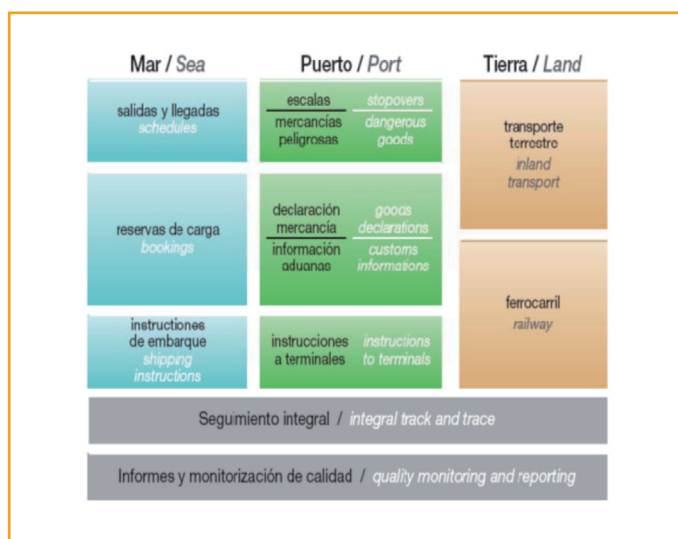 Mar / Sea
salidas y llegadas
schedules
reservas de carga
bookings
instructiones
de embarque
shipping
instructions
Puerto / Port
escalas
stopovers
mercancías
peligrosas
dangerous
goods
declaración
mercancía
goods
declarations
información
aduanas
customs
informations
instrucciones
a terminales
instructions
to terminals
Tierra / Land
transporte
terrestre
inland
transport
ferrocarril
railway
Seguimiento integral / integral track and trace
Informes y monitorización de calidad / quality monitoring and reporting